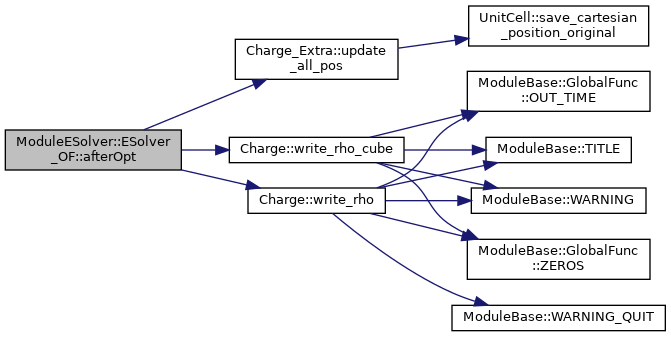 ModuleESolver::ESolver
_OF::afterOpt
Charge_Extra::update
_all_pos
UnitCell::save_cartesian
_position_original
Charge::write_rho_cube
Charge::write_rho
ModuleBase::GlobalFunc
::OUT_TIME
ModuleBase::TITLE
ModuleBase::WARNING
ModuleBase::GlobalFunc
::ZEROS
ModuleBase::WARNING_QUIT